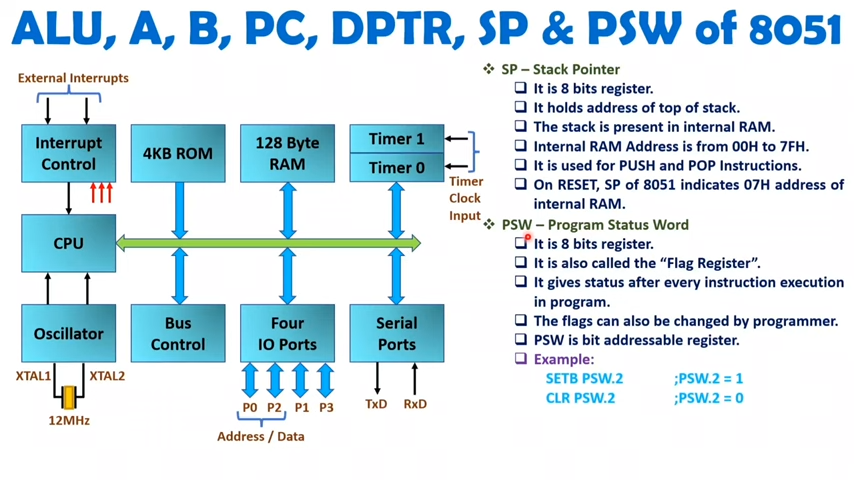 ALU, A, B, PC, DPTR, SP & PSW of 8051
External Interrupts
Interrupt
Control
4KB ROM
128 Byte
RAM
Timer 1
Timer 0
Timer
Clock
Input
CPU
Oscillator
Bus
Control
Four
IO Ports
Serial
Ports
XTAL1
XTAL2
12MHz
P0
P2
P1
P3
TxD
RxD
Address / Data
❖ SP – Stack Pointer
❑ It is 8 bits register.
❑ It holds address of top of stack.
❑ The stack is present in internal RAM.
❑ Internal RAM Address is from 00H to 7FH.
❑ It is used for PUSH and POP Instructions.
❑ On RESET, SP of 8051 indicates 07H address of
internal RAM.
❖ PSW – Program Status Word
❑ It is 8 bits register.
❑ It is also called the “Flag Register”.
❑ It gives status after every instruction execution
in program.
❑ The flags can also be changed by programmer.
❑ PSW is bit addressable register.
❑ Example:
SETB PSW.2 ;PSW.2 = 1
CLR PSW.2 ;PSW.2 = 0